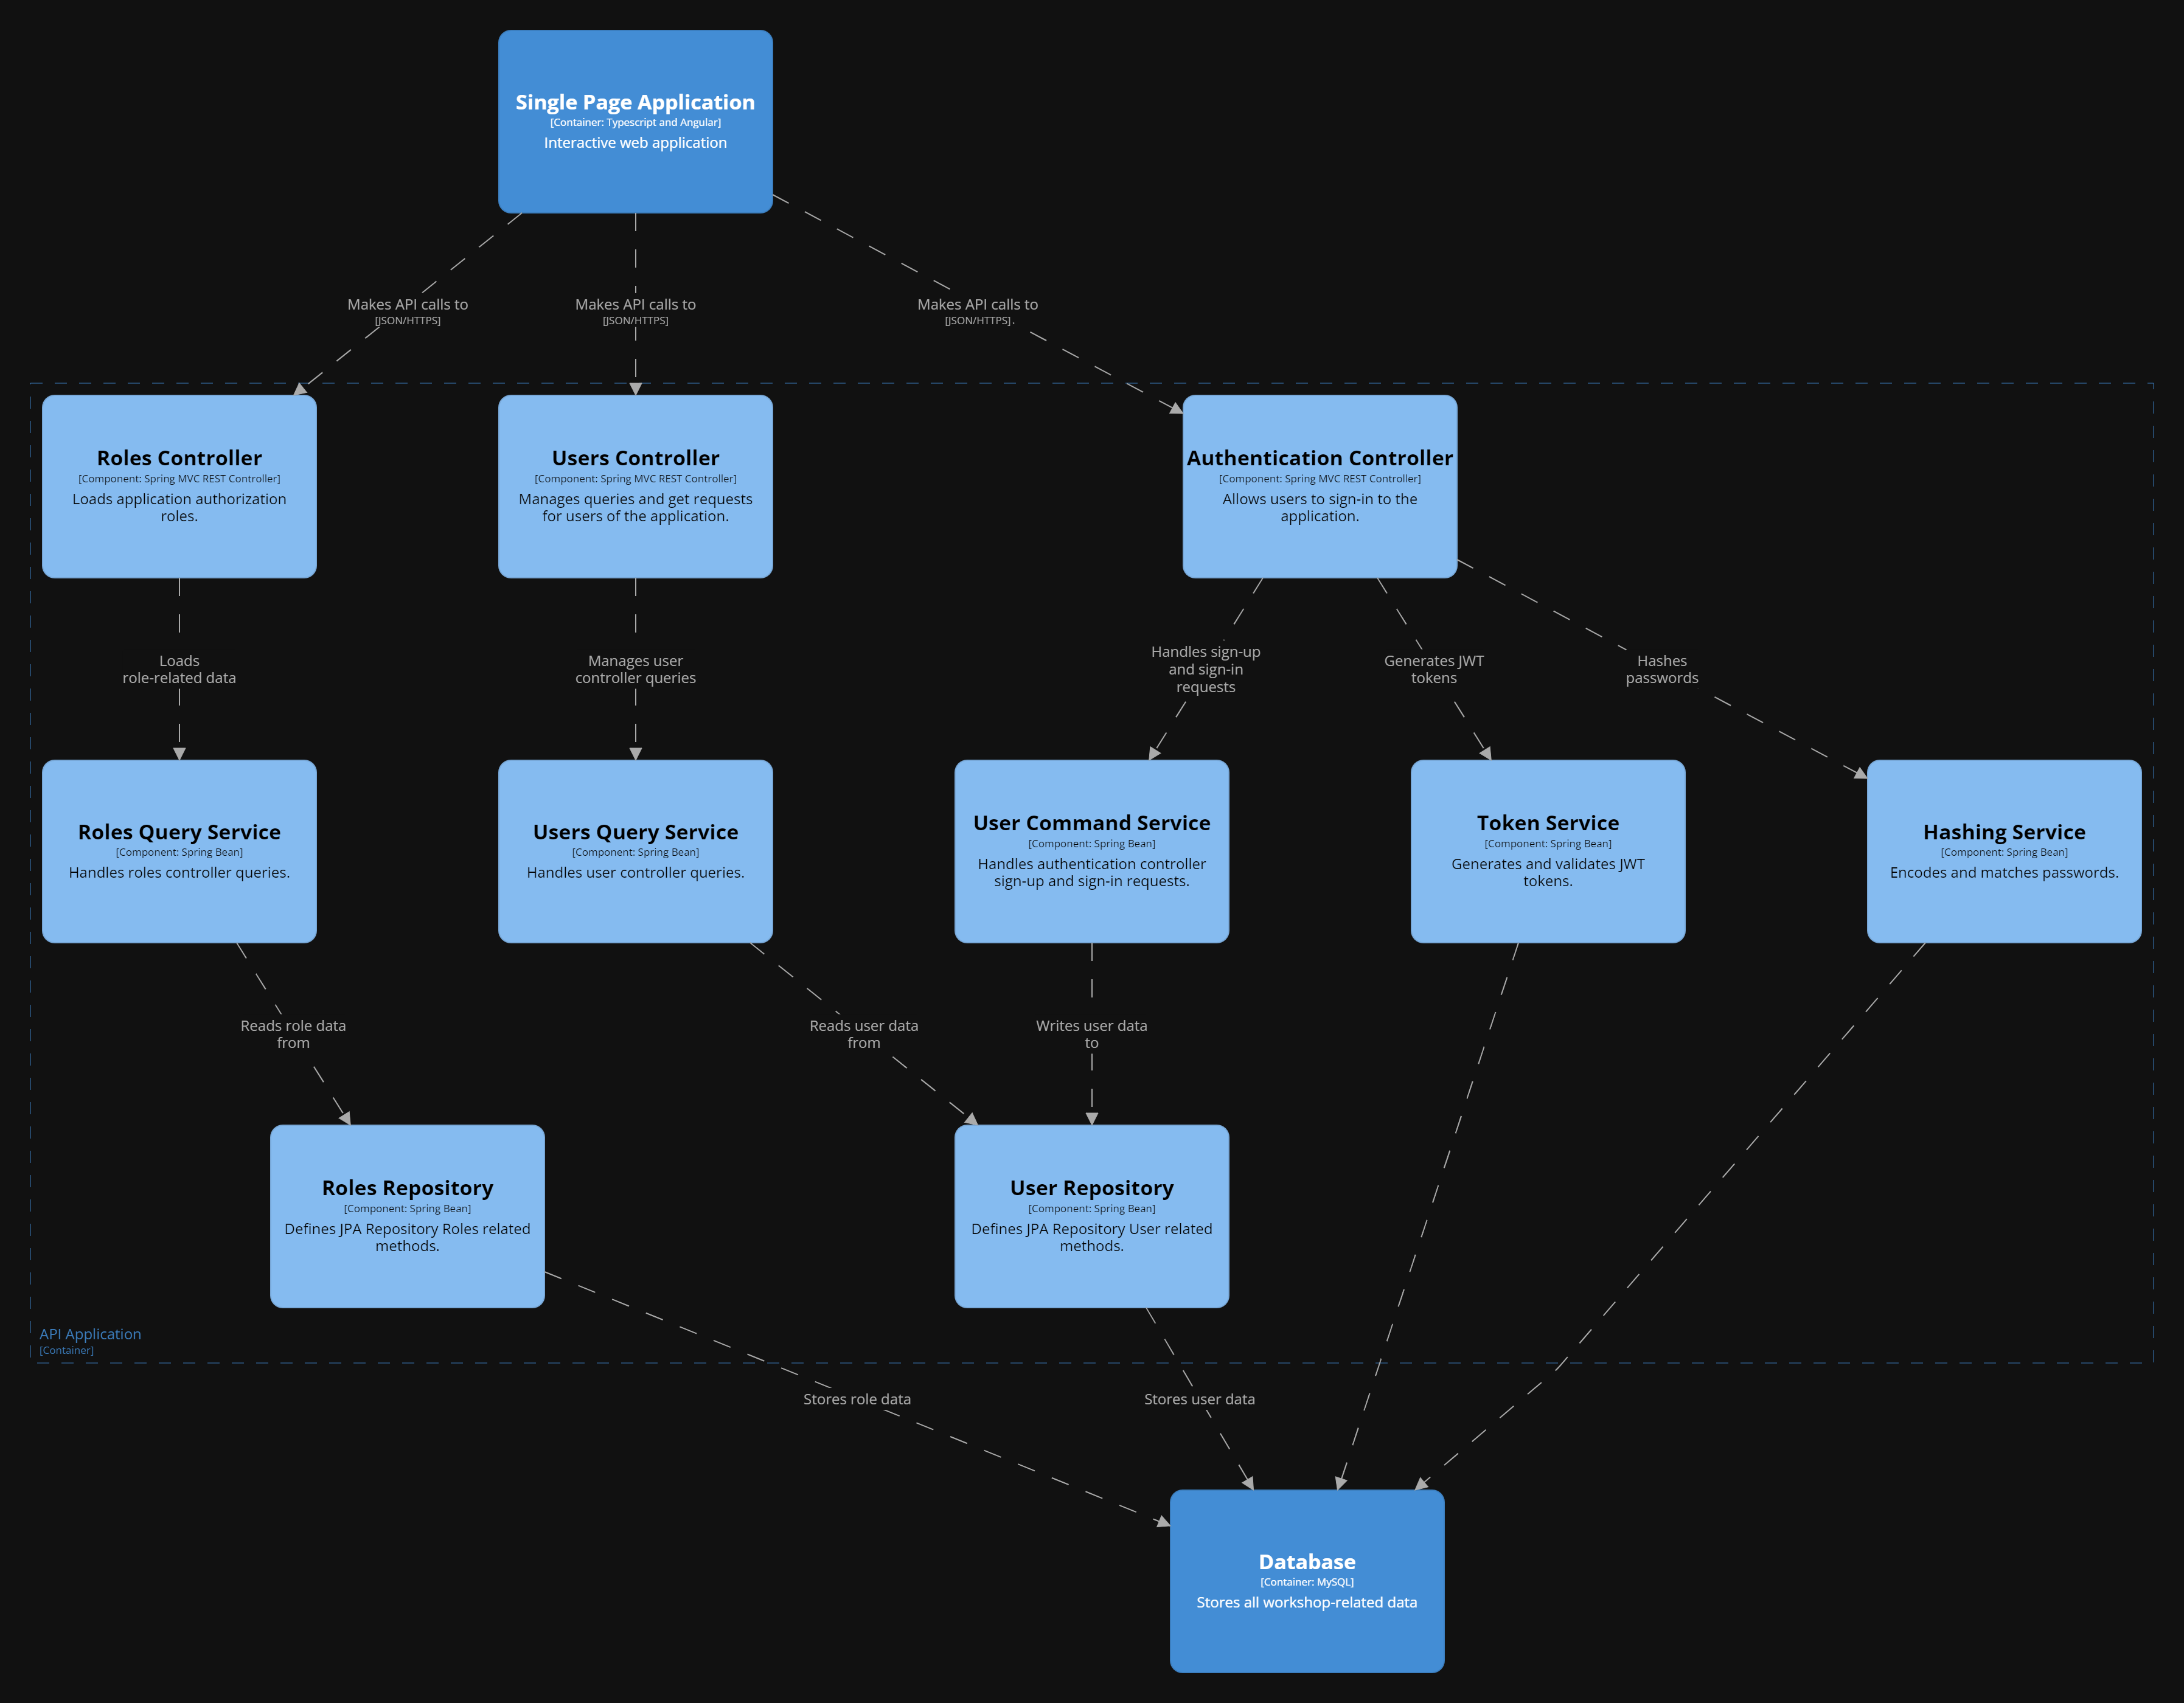 Single Page Application
[Container: Typescript and Angular]
Interactive web application
Makes API calls to
[JSON/HTTPS]
Makes API calls to
[JSON/HTTPS]
Makes API calls to
[JSON/HTTPS]
Roles Controller
[Component: Spring MVC REST Controller]
Loads application authorization
roles.
Users Controller
[Component: Spring MVC REST Controller]
Manages queries and get requests
for users of the application.
Authentication Controller
[Component: Spring MVC REST Controller]
Allows users to sign-in to the
application.
Loads
role-related data
Manages user
controller queries
Handles sign-up
and sign-in
requests
Generates JWT
tokens
Hashes
passwords
Roles Query Service
[Component: Spring Bean]
Handles roles controller queries.
Users Query Service
[Component: Spring Bean]
Handles user controller queries.
User Command Service
[Component: Spring Bean]
Handles authentication controller
sign-up and sign-in requests.
Token Service
[Component: Spring Bean]
Generates and validates JWT
tokens.
Hashing Service
[Component: Spring Bean]
Encodes and matches passwords.
Reads role data
from
Reads user data
from
Writes user data
to
Roles Repository
[Component: Spring Bean]
Defines JPA Repository Roles related
methods.
User Repository
[Component: Spring Bean]
Defines JPA Repository User related
methods.
API Application
[Container]
Stores role data
Stores user data
Database
[Container: MySQL]
Stores all workshop-related data